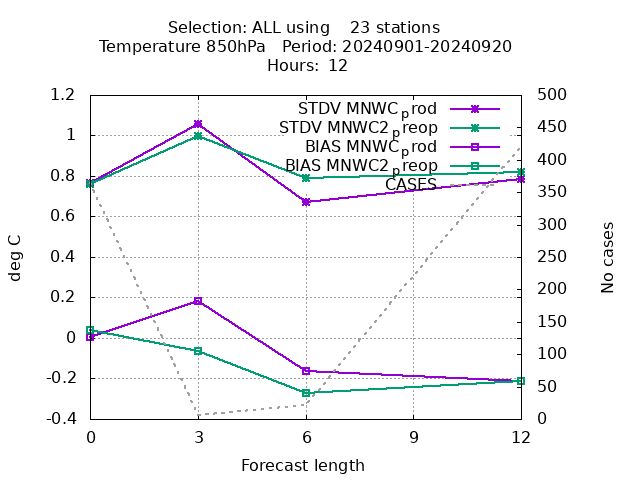 Selection: ALL using 23 stations
Temperature 850hPa Period: 20240901-20240920
Hours: 12
STDV MNWC_prod
STDV MNWC2_preop
BIAS MNWC_prod
BIAS MNWC2_preop
CASES
1.2
1
0.8
0.6
0.4
0.2
0
-0.2
-0.4
deg C
500
450
400
350
300
250
200
150
100
50
0
No cases
0 3 6 9 12
Forecast length